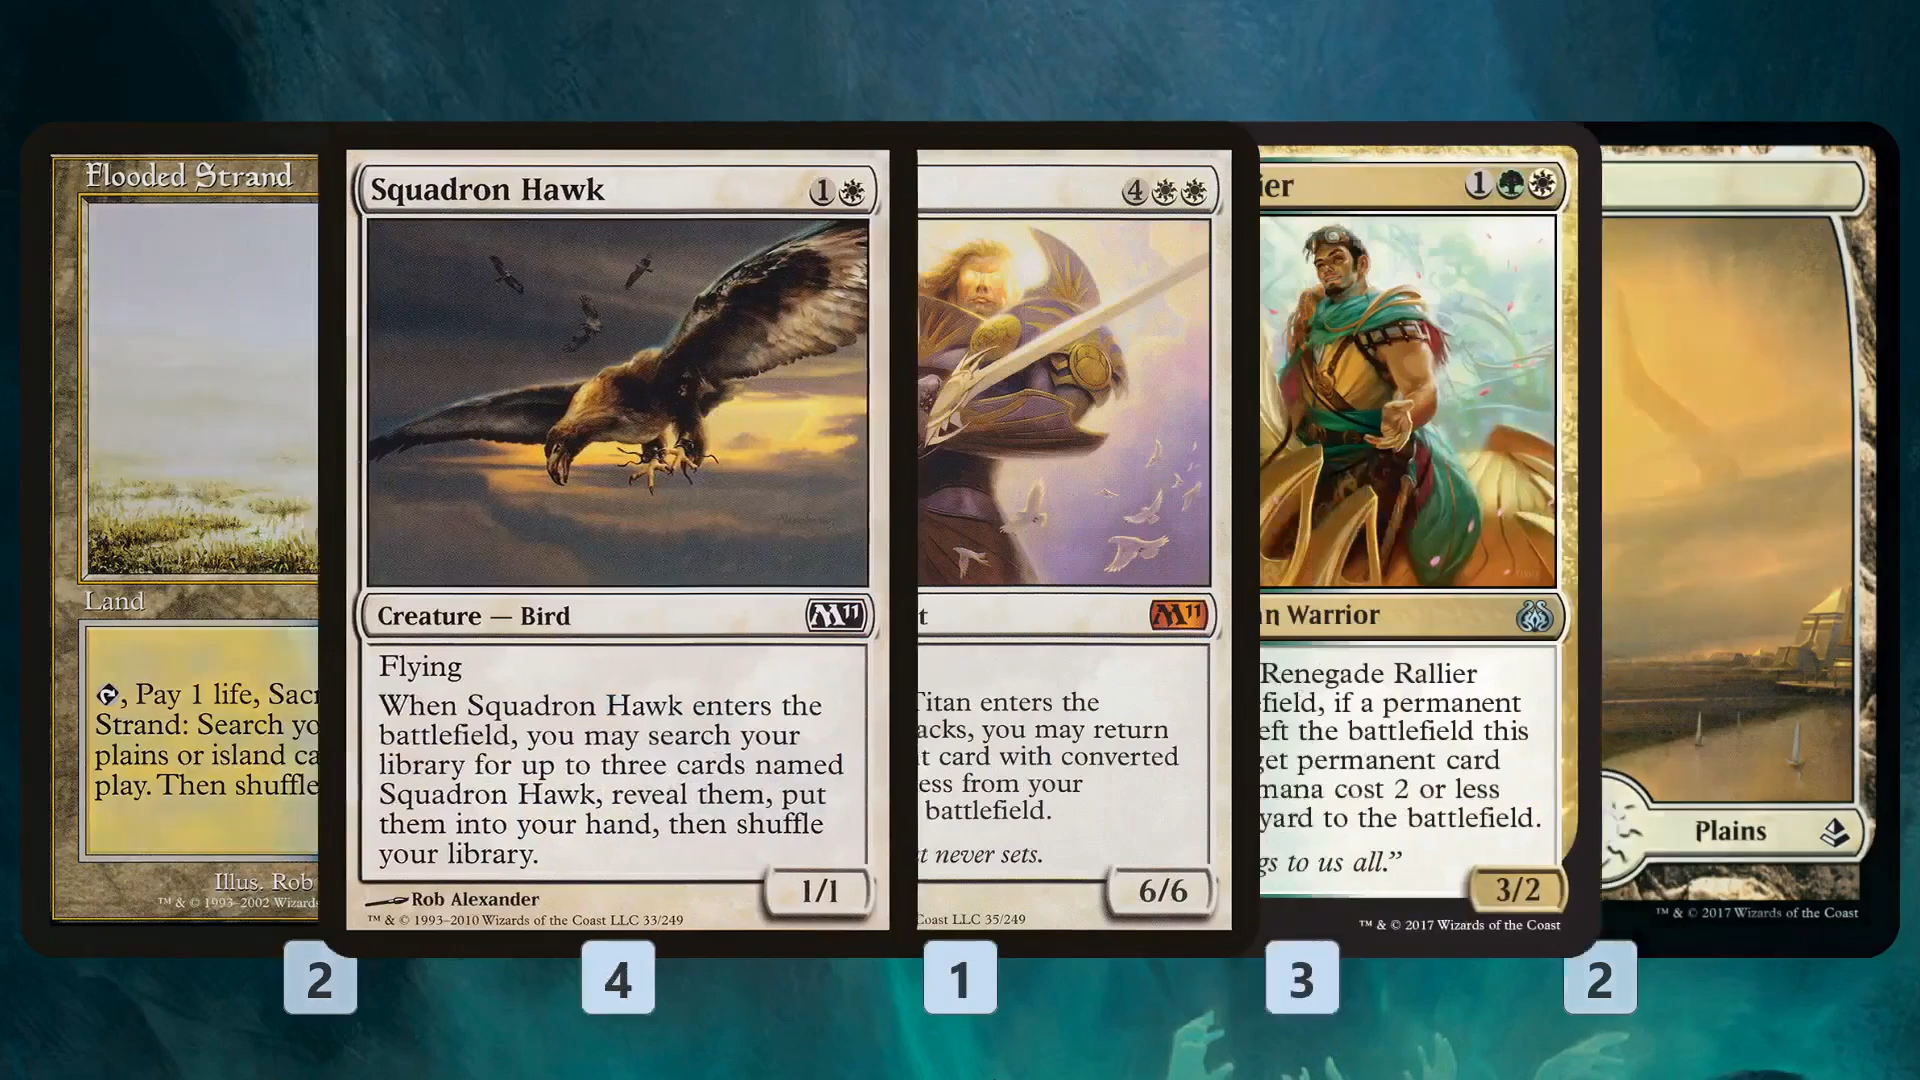 Flooded Strand
Land
, Pay 1 life, Sacr
Strand: Search yo
plains or island ca
play. Then shuffle
Illus. Rob
™ & © 1993–2002 Wizards
Squadron Hawk
1
Creature — Bird
M11
Flying
When Squadron Hawk enters the
battlefield, you may search your
library for up to three cards named
Squadron Hawk, reveal them, put
them into your hand, then shuffle
your library.
1/1
Rob Alexander
™ & © 1993–2010 Wizards of the Coast LLC 33/249
4
t
M11
Titan enters the
acks, you may return
t card with converted
ess from your
battlefield.
t never sets.
6/6
Coast LLC 35/249
ier
1
an Warrior
Renegade Rallier
efield, if a permanent
eft the battlefield this
get permanent card
mana cost 2 or less
yard to the battlefield.
gs to us all.”
3/2
™ & © 2017 Wizards of the Coast
Plains
™ & © 2017 Wizards of the Coast
2
4
1
3
2